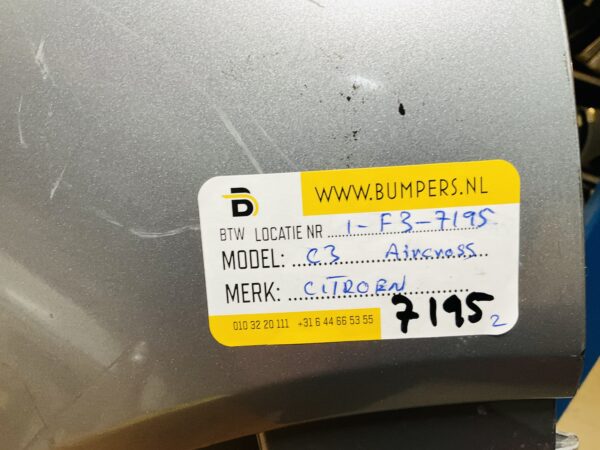 WWW.BUMPERS.NL
BTW LOCATIE NR 1-F3-7195
MODEL: C3 Aircross
MERK: CITROEN
7195 2
010 32 20 111 +31 6 44 66 53 55